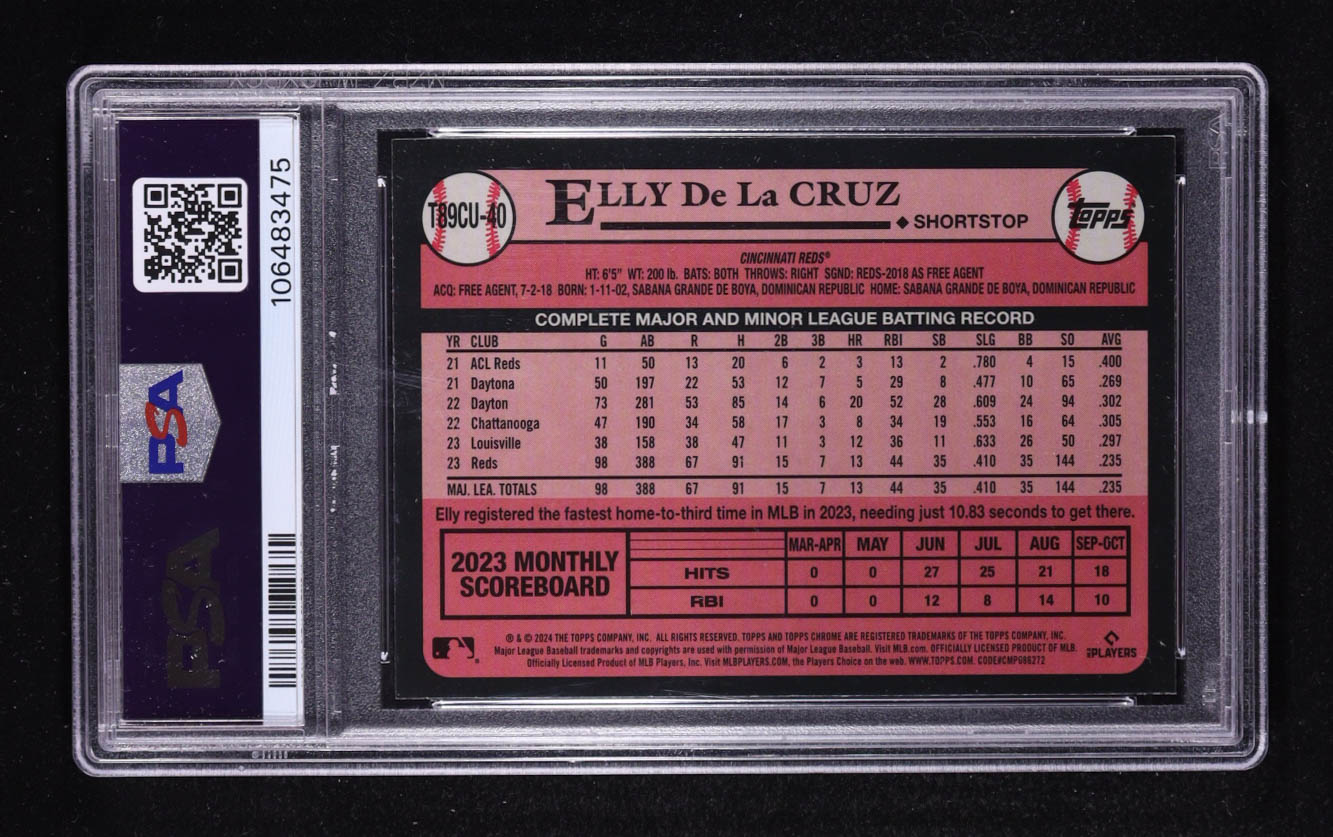 106483475
PSA
PSA
T89CU-40
ELLY De La CRUZ
◆ SHORTSTOP
Topps
CINCINNATI REDS®
HT: 6'5" WT: 200 lb. BATS: BOTH THROWS: RIGHT SGND: REDS-2018 AS FREE AGENT
ACQ: FREE AGENT, 7-2-18 BORN: 1-11-02, SABANA GRANDE DE BOYA, DOMINICAN REPUBLIC HOME: SABANA GRANDE DE BOYA, DOMINICAN REPUBLIC
COMPLETE MAJOR AND MINOR LEAGUE BATTING RECORD
YR CLUB G AB R H 2B 3B HR RBI SB SLG BB SO AVG
21 ACL Reds 11 50 13 20 6 2 3 13 2 .780 4 15 .400
21 Daytona 50 197 22 53 12 7 5 29 8 .477 10 65 .269
22 Dayton 73 281 53 85 14 6 20 52 28 .609 24 94 .302
22 Chattanooga 47 190 34 58 17 3 8 34 19 .553 16 64 .305
23 Louisville 38 158 38 47 11 3 12 36 11 .633 26 50 .297
23 Reds 98 388 67 91 15 7 13 44 35 .410 35 144 .235
MAJ. LEA. TOTALS 98 388 67 91 15 7 13 44 35 .410 35 144 .235
Elly registered the fastest home-to-third time in MLB in 2023, needing just 10.83 seconds to get there.
2023 MONTHLY
SCOREBOARD
MAR-APR MAY JUN JUL AUG SEP-OCT
HITS 0 0 27 25 21 18
RBI 0 0 12 8 14 10
® & © 2024 THE TOPPS COMPANY, INC. ALL RIGHTS RESERVED. TOPPS AND TOPPS CHROME ARE REGISTERED TRADEMARKS OF THE TOPPS COMPANY, INC.
Major League Baseball trademarks and copyrights are used with permission of Major League Baseball. Visit MLB.com. OFFICIALLY LICENSED PRODUCT OF MLB.
Officially Licensed Product of MLB Players, Inc. Visit MLBPLAYERS.COM, the Players Choice on the web. WWW.TOPPS.COM. CODE#CMPG86272
PLAYERS